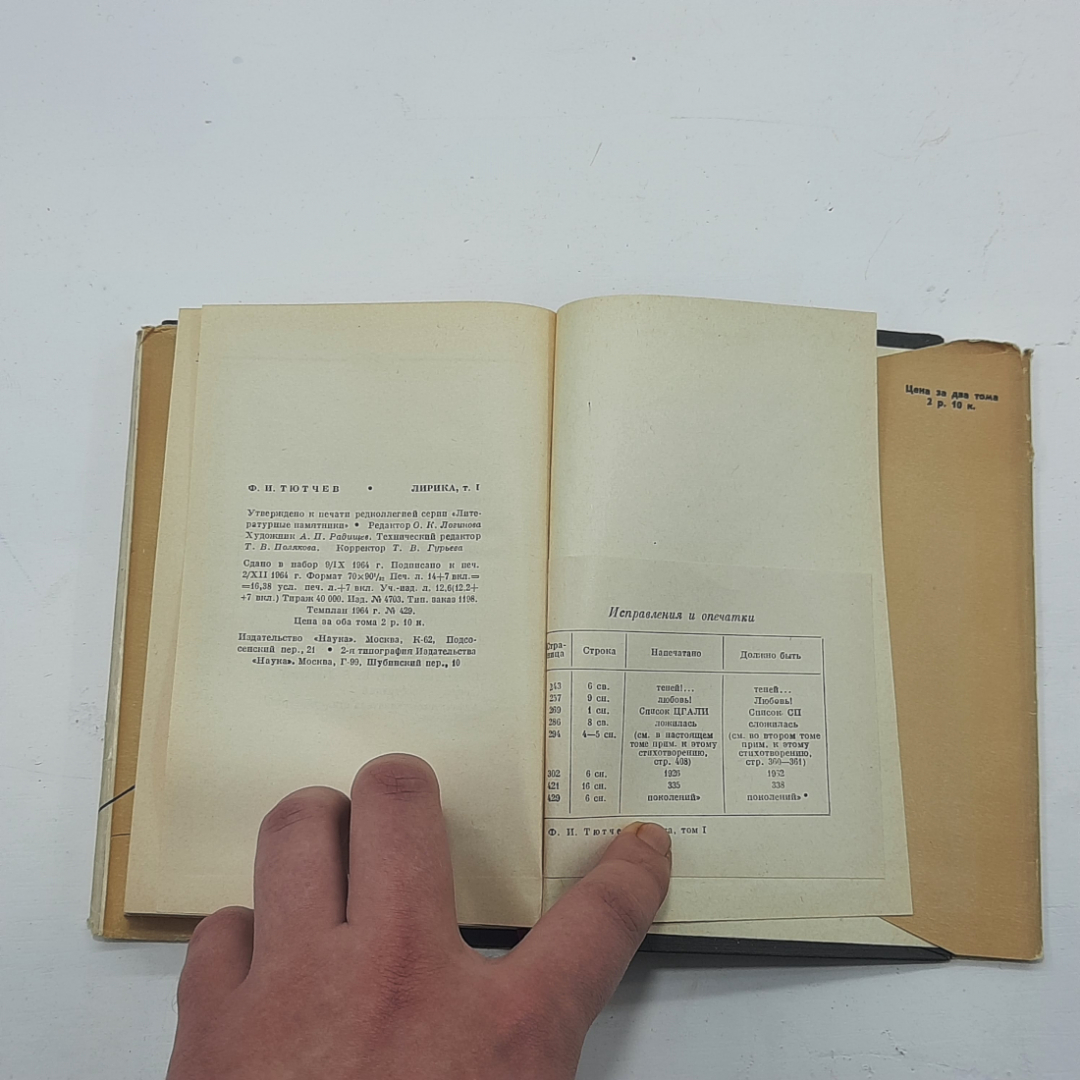 Ф. И. ТЮТЧЕВ • ЛИРИКА, т. I
Утверждено к печати редколлегией серии «Лите-
ратурные памятники» • Редактор О. К. Логинова
Художник А. П. Радищев. Технический редактор
Т. В. Полякова. Корректор Т. В. Гурьева
Сдано в набор 9/IX 1964 г. Подписано к печ.
2/XII 1964 г. Формат 70×90¹/₃₂ Печ. л. 14+7 вкл.=
=16,38 усл. печ. л.+7 вкл. Уч.-изд. л. 12,6(12.2+
+7 вкл.) Тираж 40 000. Изд. № 4703. Тип. заказ 1198.
Темплан 1964 г. № 429.
Цена за оба тома 2 р. 10 к.
Издательство «Наука». Москва, К-62, Подсо-
сенский пер., 21 • 2-я типография Издательства
«Наука». Москва, Г-99, Шубинский пер., 10
Исправления и опечатки
Стра-
ница Строка Напечатано Должно быть
243 6 св. теней!... теней...
257 9 сн. любовь! Любовь!
269 1 сн. Список ЦГАЛИ Список СП
286 8 св. ложилась сложилась
294 4—5 сн. (см. в настоящем (см. во втором томе
томе прим. к этому прим. к этому
стихотворению, стихотворению,
стр. 408) стр. 360—361)
302 6 сн. 1926
421 16 сн. 335 338
429 6 сн. поколений» поколений»*
Ф. И. Тютче том I
Цена за два тома
2 р. 10 к.